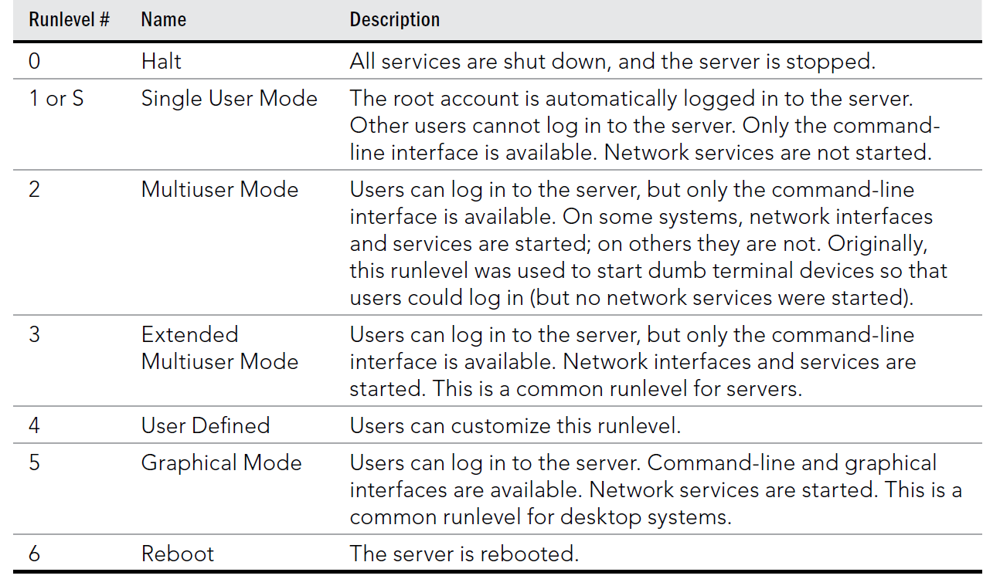 Runlevel # Name Description
0 Halt All services are shut down, and the server is stopped.
1 or S Single User Mode The root account is automatically logged in to the server.
Other users cannot log in to the server. Only the command-
line interface is available. Network services are not started.
2 Multiuser Mode Users can log in to the server, but only the command-line
interface is available. On some systems, network interfaces
and services are started; on others they are not. Originally,
this runlevel was used to start dumb terminal devices so that
users could log in (but no network services were started).
3 Extended Users can log in to the server, but only the command-line
Multiuser Mode interface is available. Network interfaces and services are
started. This is a common runlevel for servers.
4 User Defined Users can customize this runlevel.
5 Graphical Mode Users can log in to the server. Command-line and graphical
interfaces are available. Network services are started. This is a
common runlevel for desktop systems.
6 Reboot The server is rebooted.